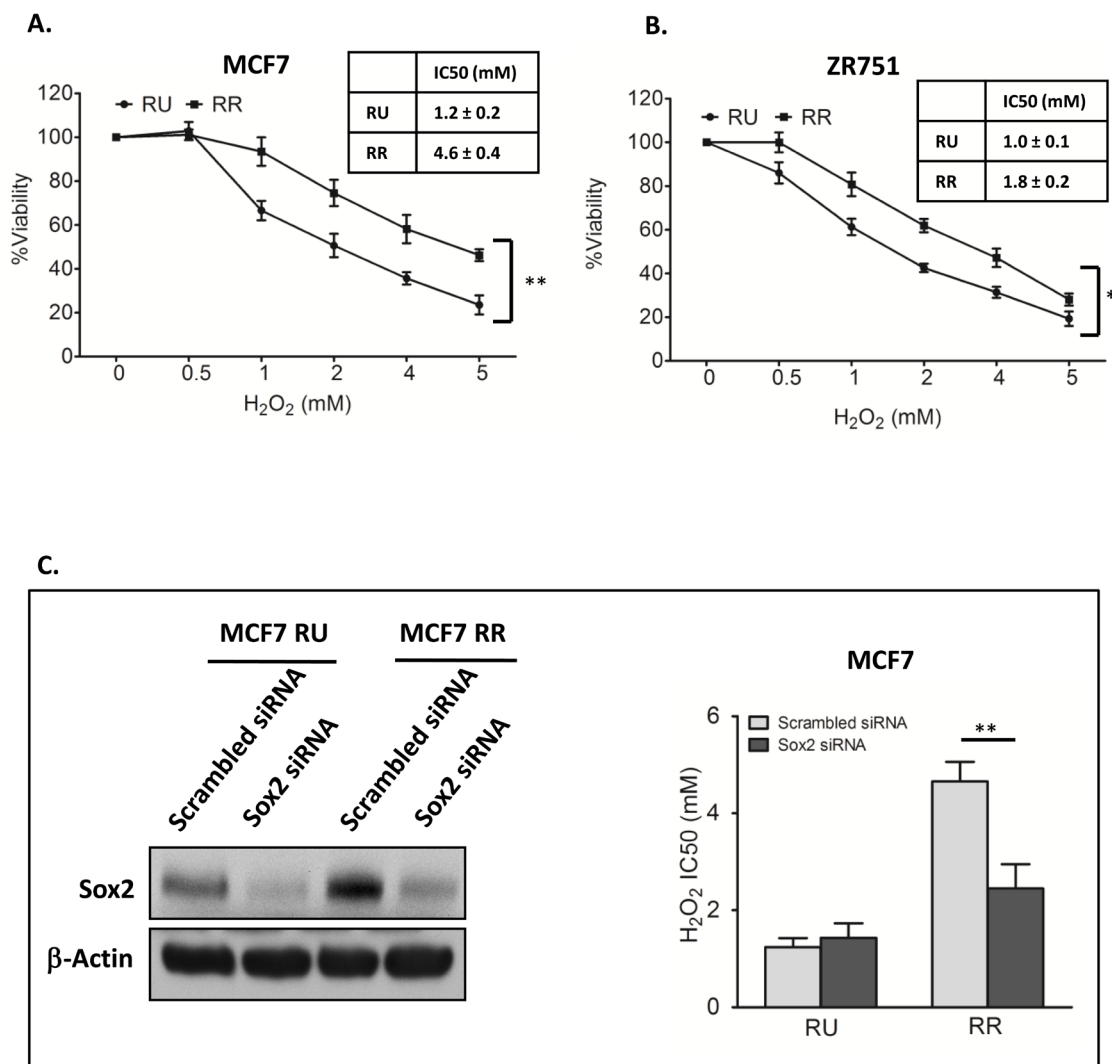 A.
MCF7
IC50 (mM)
RU 1.2 ± 0.2
RR 4.6 ± 0.4
RU RR
120
100
80
60
40
20
0
%Viability
**
0 0.5 1 2 4 5
H₂O₂ (mM)
B.
ZR751
IC50 (mM)
RU 1.0 ± 0.1
RR 1.8 ± 0.2
RU RR
120
100
80
60
40
20
0
%Viability
*
0 0.5 1 2 4 5
H₂O₂ (mM)
C.
MCF7 RU MCF7 RR
Scrambled siRNA
Sox2 siRNA
Scrambled siRNA
Sox2 siRNA
Sox2
β-Actin
MCF7
Scrambled siRNA
Sox2 siRNA
**
6
4
2
0
H₂O₂ IC50 (mM)
RU RR